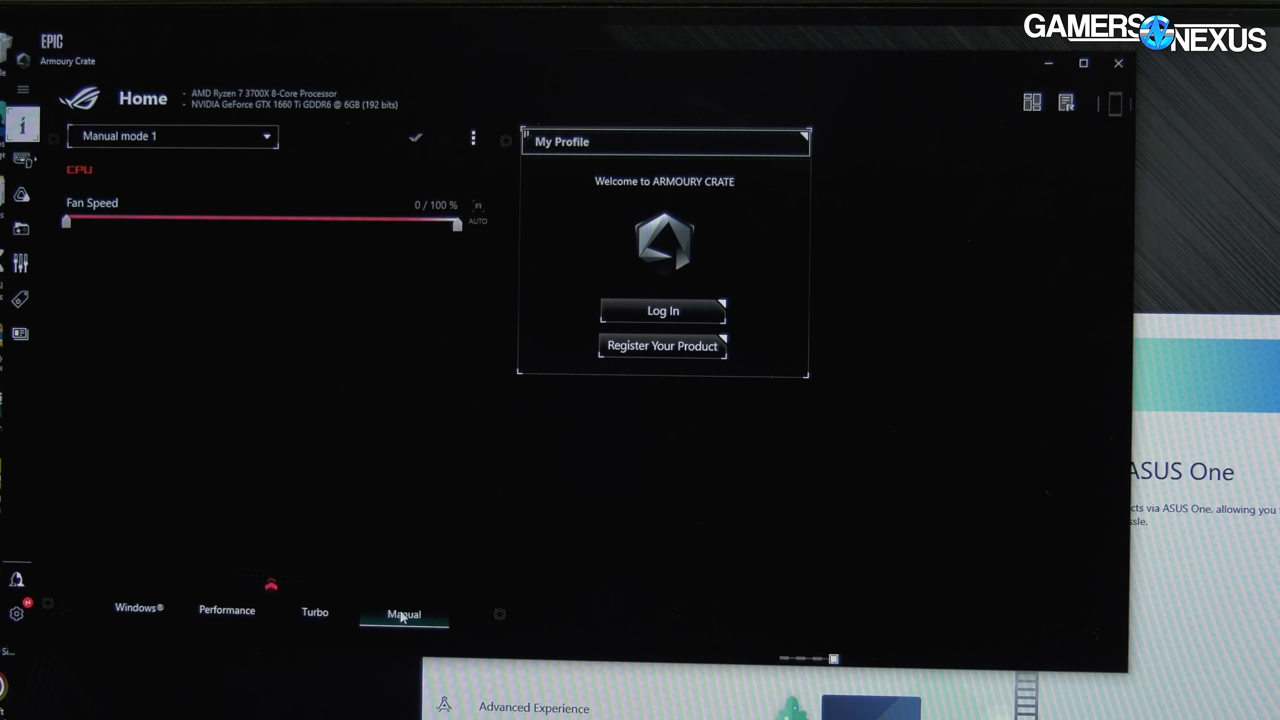 GAMERS NEXUS
EPIC
Armoury Crate
Home
AMD Ryzen 7 3700X 8-Core Processor
NVIDIA GeForce GTX 1660 Ti GDDR6 @ 6GB (192 bits)
Manual mode 1
CPU
Fan Speed
0 / 100 %
AUTO
My Profile
Welcome to ARMOURY CRATE
Log In
Register Your Product
ASUS One
cts via ASUS One, allowing you
ssle.
Windows®
Performance
Turbo
Manual
Si...
Advanced Experience